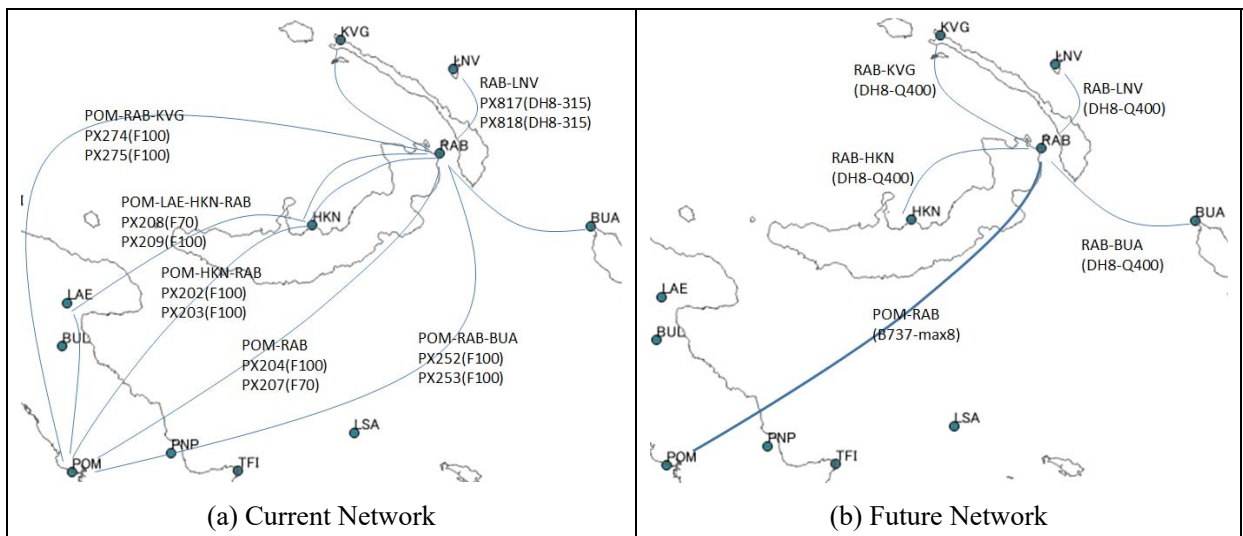 KVG
LNV
RAB-LNV
PX817(DH8-315)
PX818(DH8-315)
POM-RAB-KVG
PX274(F100)
PX275(F100)
RAB
POM-LAE-HKN-RAB
PX208(F70)
PX209(F100)
HKN
BUA
POM-HKN-RAB
PX202(F100)
PX203(F100)
LAE
BUL
POM-RAB
PX204(F100)
PX207(F70)
POM-RAB-BUA
PX252(F100)
PX253(F100)
LSA
PNP
POM
TFI
(a) Current Network
KVG
LNV
RAB-KVG
(DH8-Q400)
RAB-LNV
(DH8-Q400)
RAB
RAB-HKN
(DH8-Q400)
HKN
BUA
RAB-BUA
(DH8-Q400)
LAE
BUL
POM-RAB
(B737-max8)
LSA
PNP
POM
TFI
(b) Future Network